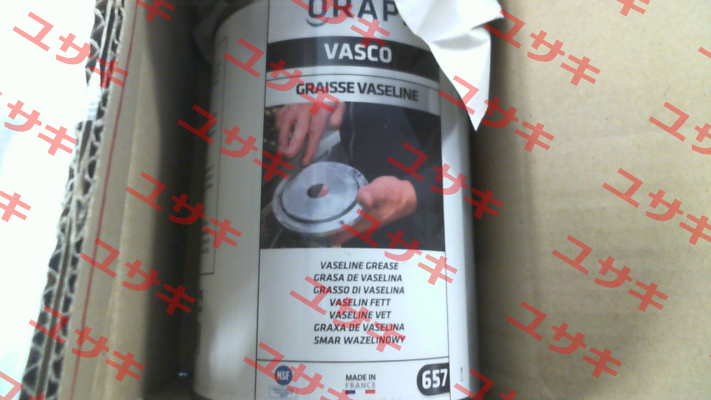 ORAP
VASCO
GRAISSE VASELINE
VASELINE GREASE
GRASA DE VASELINA
GRASSO DI VASELINA
VASELIN FETT
VASELINE VET
GRAXA DE VASELINA
SMAR WAZELINOWY
NSF
MADE IN
FRANCE
657
ユサキ